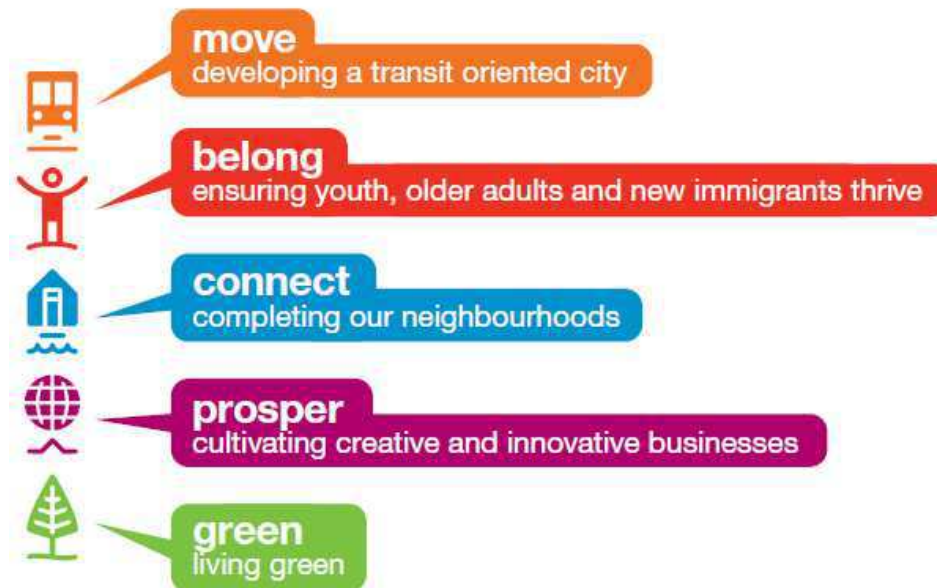 move
developing a transit oriented city
belong
ensuring youth, older adults and new immigrants thrive
connect
completing our neighbourhoods
prosper
cultivating creative and innovative businesses
green
living green